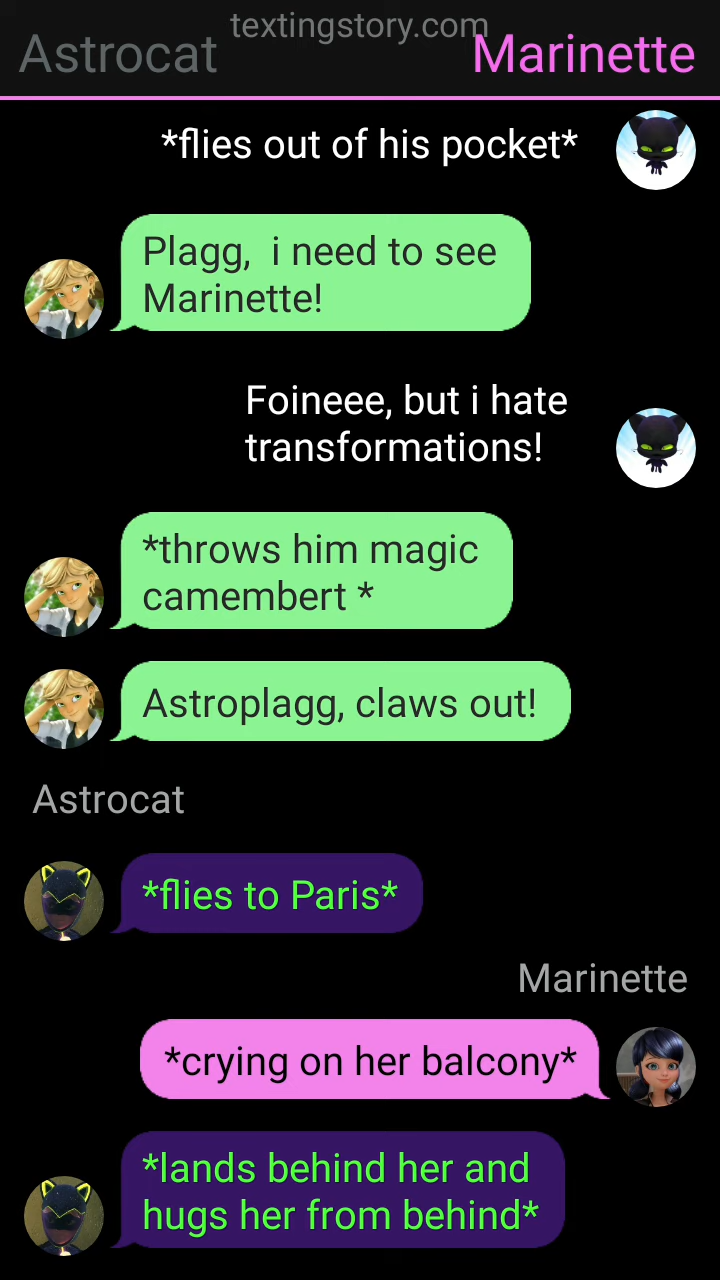 textingstory.com
Astrocat
Marinette
*flies out of his pocket*
Plagg,  i need to see
Marinette!
Foineee, but i hate
transformations!
*throws him magic
camembert *
Astroplagg, claws out!
Astrocat
*flies to Paris*
Marinette
*crying on her balcony*
*lands behind her and
hugs her from behind*